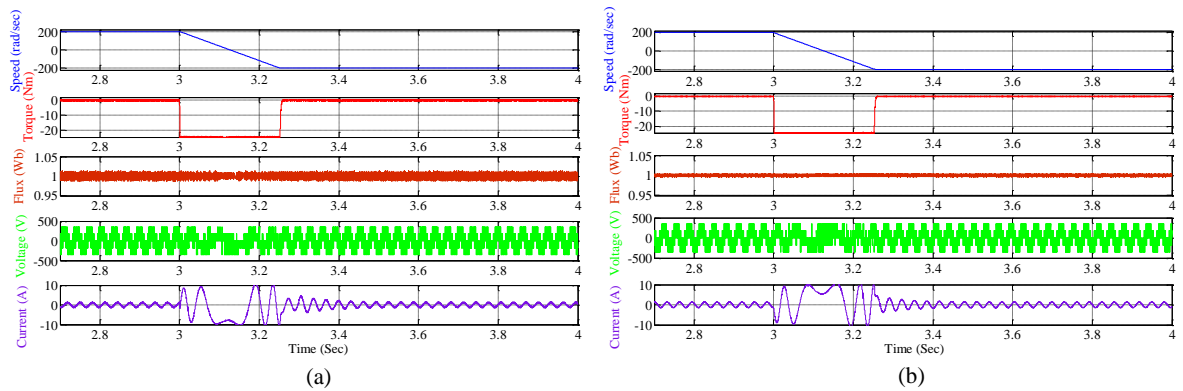 Speed (rad/sec)
200
0
-200
2.8 3 3.2 3.4 3.6 3.8 4
Torque (Nm)
0
-10
-20
2.8 3 3.2 3.4 3.6 3.8 4
Flux (Wb)
1.05
1
0.95
2.8 3 3.2 3.4 3.6 3.8 4
Voltage (V)
500
0
-500
2.8 3 3.2 3.4 3.6 3.8 4
Current (A)
10
0
-10
2.8 3 3.2 3.4 3.6 3.8 4
Time (Sec)
(a)
Speed (rad/sec)
200
0
-200
2.8 3 3.2 3.4 3.6 3.8 4
Torque (Nm)
0
-10
-20
2.8 3 3.2 3.4 3.6 3.8 4
Flux (Wb)
1.05
1
0.95
2.8 3 3.2 3.4 3.6 3.8 4
Voltage (V)
500
0
-500
2.8 3 3.2 3.4 3.6 3.8 4
Current (A)
10
0
-10
2.8 3 3.2 3.4 3.6 3.8 4
Time (Sec)
(b)